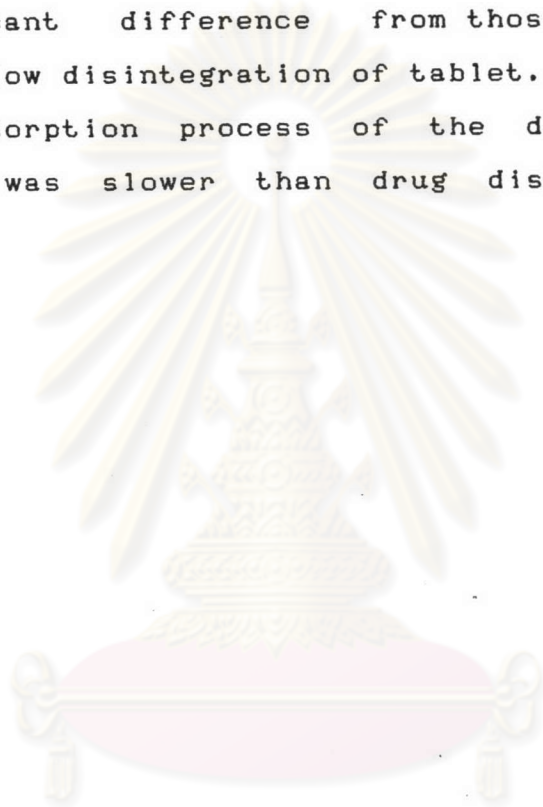 ant difference from thos
ow disintegration of tablet.
orption process of the d
was slower than drug dis